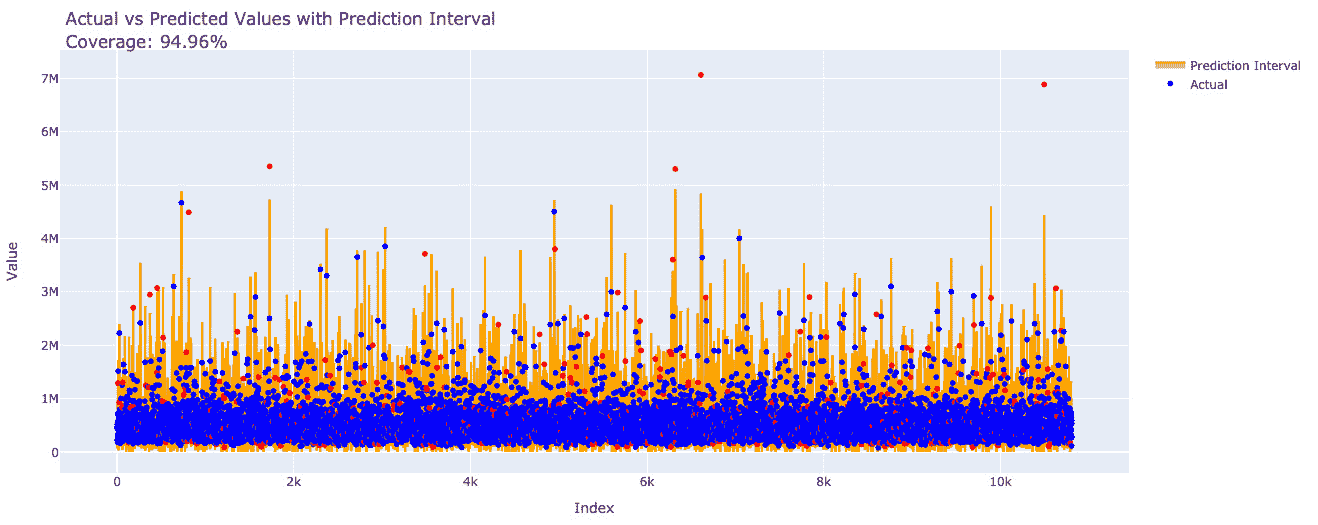 Actual vs Predicted Values with Prediction Interval
Coverage: 94.96%
Prediction Interval
Actual
7M
6M
5M
4M
3M
2M
1M
0
Value
0
2k
4k
6k
8k
10k
Index